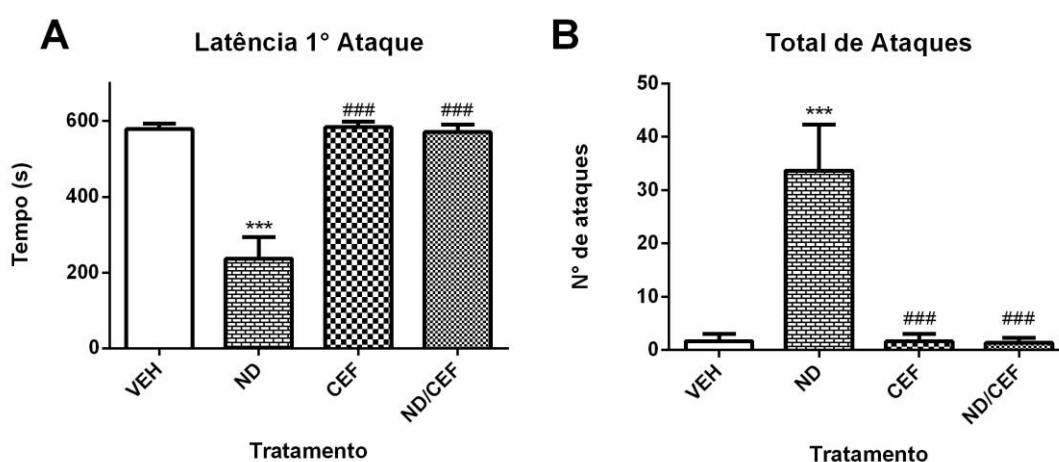 A
Latência 1° Ataque
Tempo (s)
600
400
200
0
***
###
###
VEH
ND
CEF
ND/CEF
Tratamento
B
Total de Ataques
N° de ataques
50
40
30
20
10
0
***
###
###
VEH
ND
CEF
ND/CEF
Tratamento